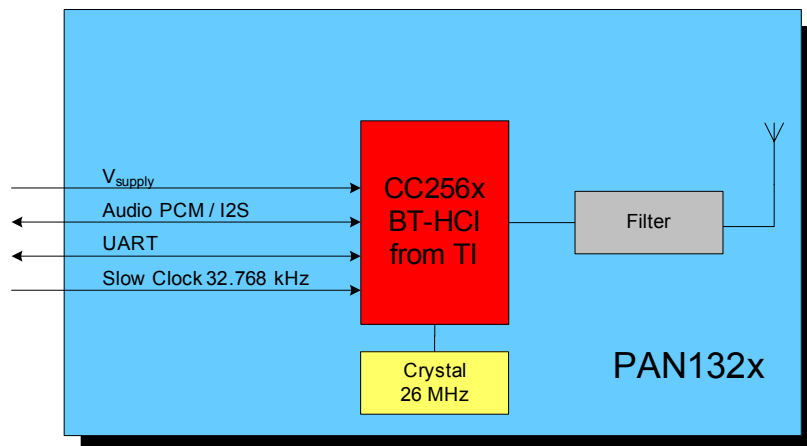 V_supply
Audio PCM / I2S
UART
Slow Clock 32.768 kHz
CC256x
BT-HCI
from TI
Filter
Crystal
26 MHz
PAN132x